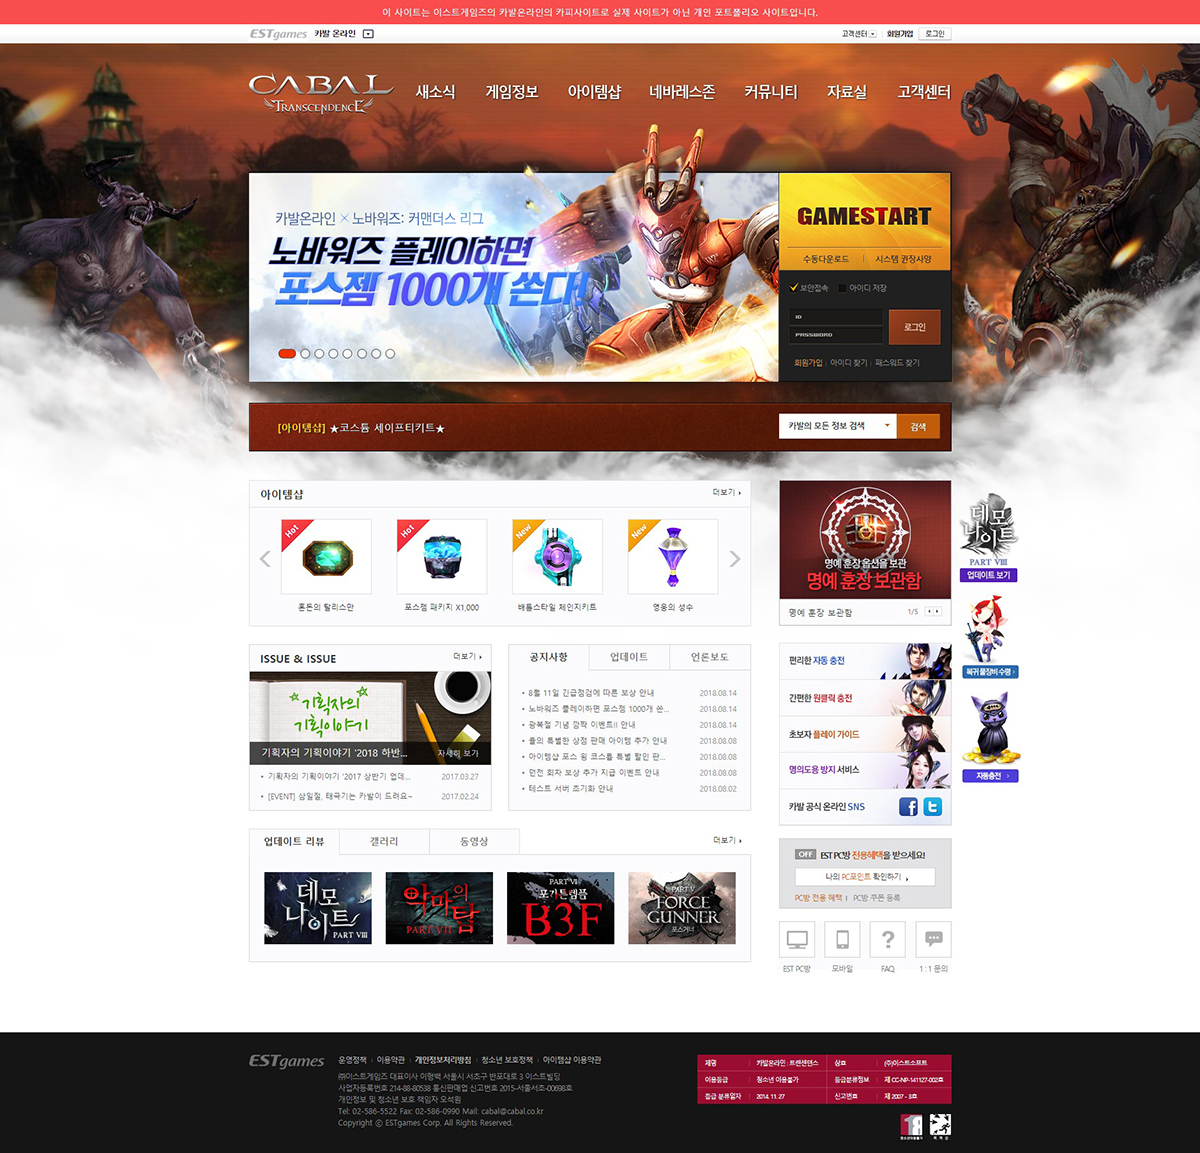 이 사이트는 이스트게임즈의 카발온라인의 카피사이트로 실제 사이트가 아닌 개인 포트폴리오 사이트입니다.
ESTgames 카발 온라인
고객센터 회원가입 로그인
CABAL
TRANSCENDENCE
새소식 게임정보 아이템샵 네바레스존 커뮤니티 자료실 고객센터
카발온라인 × 노바워즈: 커맨더스 리그
노바워즈 플레이하면
포스젬 1000개 쏜다!
GAMESTART
수동다운로드 | 시스템 권장사양
보안접속 아이디 저장
ID
PASSWORD
로그인
회원가입 | 아이디 찾기 | 패스워드 찾기
[아이템샵] ★코스튬 세이프티키트★
카발의 모든 정보 검색
검색
아이템샵
더보기
Hot
Hot
New
New
혼돈의 탈리스만
포스젬 패키지 X1,000
배틀스타일 체인지키트
영웅의 성수
명예 훈장 옵션을 보관
명예 훈장 보관함
명예 훈장 보관함 1/5
데모나이트
PART VIII
업데이트 보기
복귀 풀장비 수령
자동충전
ISSUE & ISSUE
더보기
기획자의
기획이야기
기획자의 기획이야기 '2018 하반...
자세히 보기
• 기획자의 기획이야기 '2017 상반기 업데... 2017.03.27
• [EVENT] 삼일절, 태극기는 카발이 드려요~ 2017.02.24
공지사항 업데이트 언론보도
• 8월 11일 긴급점검에 따른 보상 안내 2018.08.14
• 노바워즈 플레이하면 포스젬 1000개 쏜... 2018.08.14
• 광복절 기념 깜짝 이벤트!! 안내 2018.08.14
• 율의 특별한 상점 판매 아이템 추가 안내 2018.08.08
• 아이템샵 포스 윙 코스튬 특별 할인 판... 2018.08.08
• 던전 회차 보상 추가 지급 이벤트 안내 2018.08.08
• 테스트 서버 초기화 안내 2018.08.02
편리한 자동 충전
간편한 원클릭 충전
초보자 플레이 가이드
명의도용 방지 서비스
카발 공식 온라인 SNS
업데이트 리뷰 갤러리 동영상
더보기
데모나이트 PART VIII
악마의 탑 PART VII
PART VI 포가튼템플 B3F
PART V FORCE GUNNER 포스거너
OFF EST PC방 전용혜택을 받으세요!
나의 PC포인트 확인하기
PC방 전용 혜택 | PC방 쿠폰 등록
EST PC방
모바일
FAQ
1 : 1 문의
ESTgames
운영정책 | 이용약관 | 개인정보처리방침 | 청소년 보호정책 | 아이템샵 이용약관
㈜이스트게임즈 대표이사 이형백 서울시 서초구 반포대로 3 이스트빌딩
사업자등록번호 214-88-80538 통신판매업 신고번호 2015-서울서초-00698호
개인정보 및 청소년 보호 책임자 오석원
Tel: 02-586-5522 Fax: 02-586-0990 Mail: cabal@cabal.co.kr
Copyright ⓒ ESTgames Corp. All Rights Reserved.
제명 카발온라인 : 트랜센던스 상호 (주)이스트소프트
이용등급 청소년 이용불가 등급분류정보 제 CC-NP-141127-002호
등급 분류일자 2014. 11. 27 신고번호 제 2007 - 3호
18